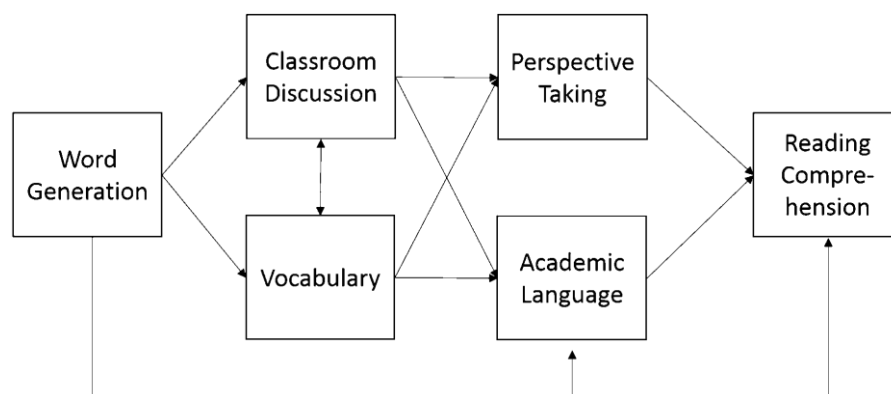 Word
Generation
Classroom
Discussion
Vocabulary
Perspective
Taking
Academic
Language
Reading
Compre-
hension